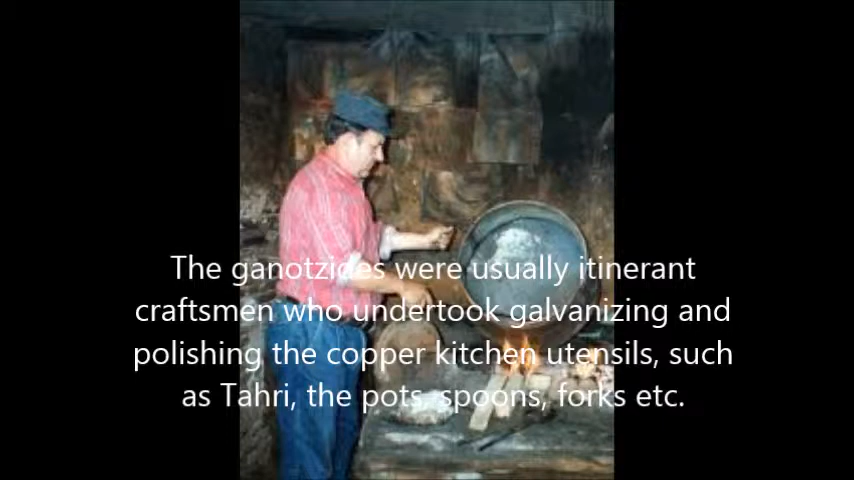 The ganotzides were usually itinerant
craftsmen who undertook galvanizing and
polishing the copper kitchen utensils, such
as Tahri, the pots, spoons, forks etc.